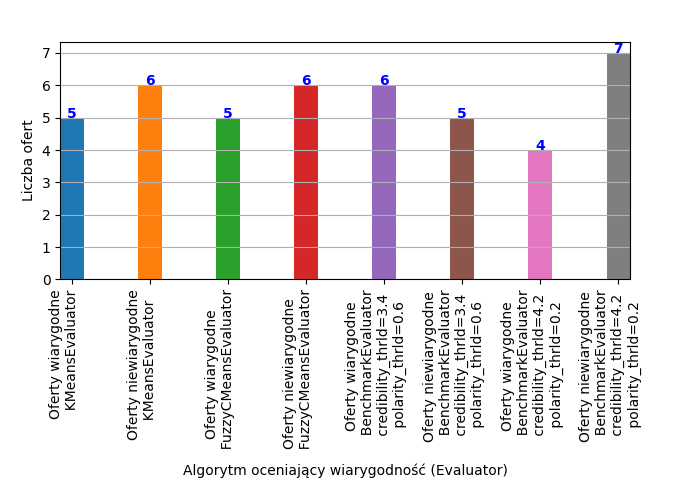 7
6
5
4
3
2
1
0
Liczba ofert
5
6
5
6
6
5
4
7
Oferty wiarygodne
KMeansEvaluator
Oferty niewiarygodne
KMeansEvaluator
Oferty wiarygodne
FuzzyCMeansEvaluator
Oferty niewiarygodne
FuzzyCMeansEvaluator
Oferty wiarygodne
BenchmarkEvaluator
credibility_thrld=3.4
polarity_thrld=0.6
Oferty niewiarygodne
BenchmarkEvaluator
credibility_thrld=3.4
polarity_thrld=0.6
Oferty wiarygodne
BenchmarkEvaluator
credibility_thrld=4.2
polarity_thrld=0.2
Oferty niewiarygodne
BenchmarkEvaluator
credibility_thrld=4.2
polarity_thrld=0.2
Algorytm oceniający wiarygodność (Evaluator)